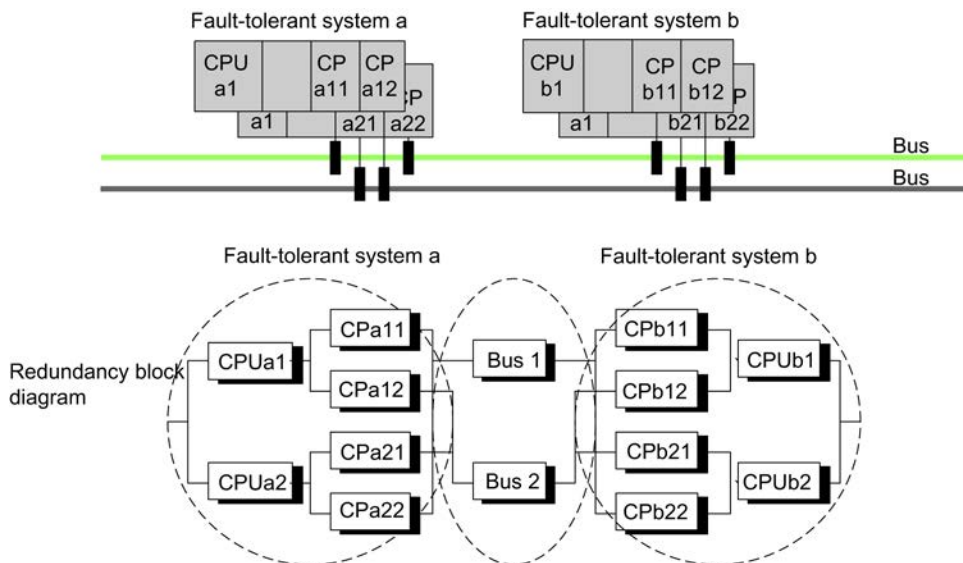 Fault-tolerant system a
Fault-tolerant system b
CPU
a1
CP
a11
CP
a12
CP
a1
a21
a22
CPU
b1
CP
b11
CP
b12
P
a1
b21
b22
Bus
Bus
Fault-tolerant system a
Fault-tolerant system b
Redundancy block
diagram
CPUa1
CPa11
CPa12
CPUa2
CPa21
CPa22
Bus 1
Bus 2
CPb11
CPb12
CPUb1
CPb21
CPb22
CPUb2